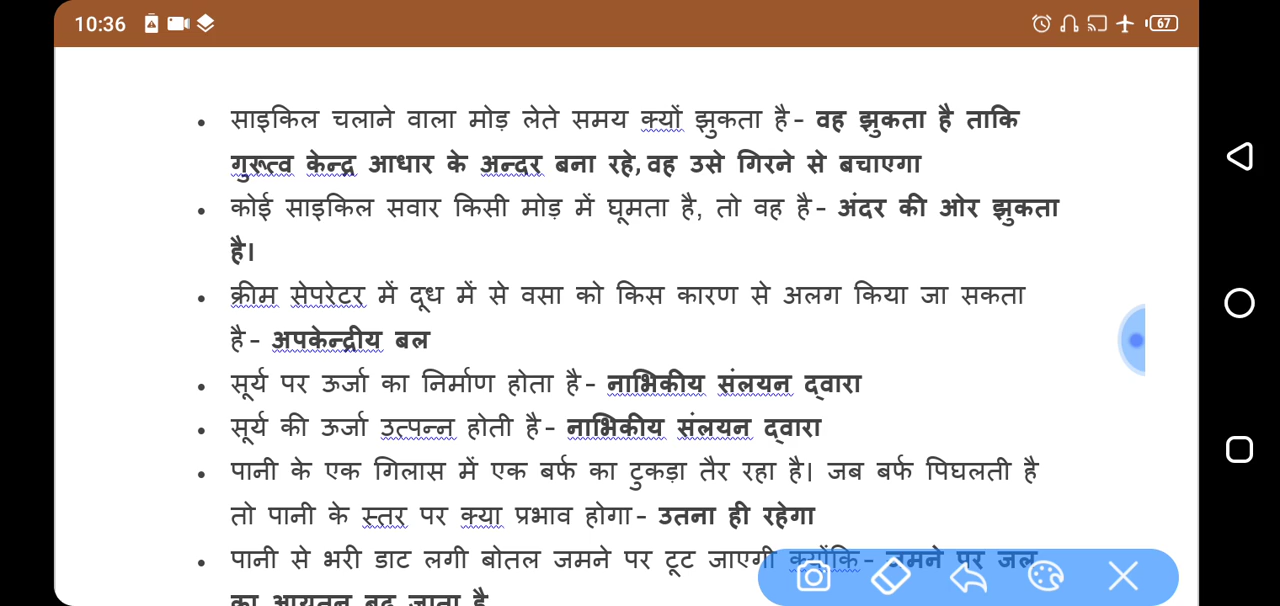 10:36
67
• साइकिल चलाने वाला मोड़ लेते समय क्यों झुकता है- वह झुकता है ताकि
गुरूत्व केन्द्र आधार के अन्दर बना रहे, वह उसे गिरने से बचाएगा
• कोई साइकिल सवार किसी मोड़ में घूमता है, तो वह है- अंदर की ओर झुकता
है।
• क्रीम सेपरेटर में दूध में से वसा को किस कारण से अलग किया जा सकता
है- अपकेन्द्रीय बल
• सूर्य पर ऊर्जा का निर्माण होता है- नाभिकीय संलयन द्वारा
• सूर्य की ऊर्जा उत्पन्न होती है- नाभिकीय संलयन द्वारा
• पानी के एक गिलास में एक बर्फ का टुकड़ा तैर रहा है। जब बर्फ पिघलती है
तो पानी के स्तर पर क्या प्रभाव होगा- उतना ही रहेगा
• पानी से भरी डाट लगी बोतल जमने पर टूट जाएगी क्योंकि- जमने पर जल
का आयतन बढ़ जाता है